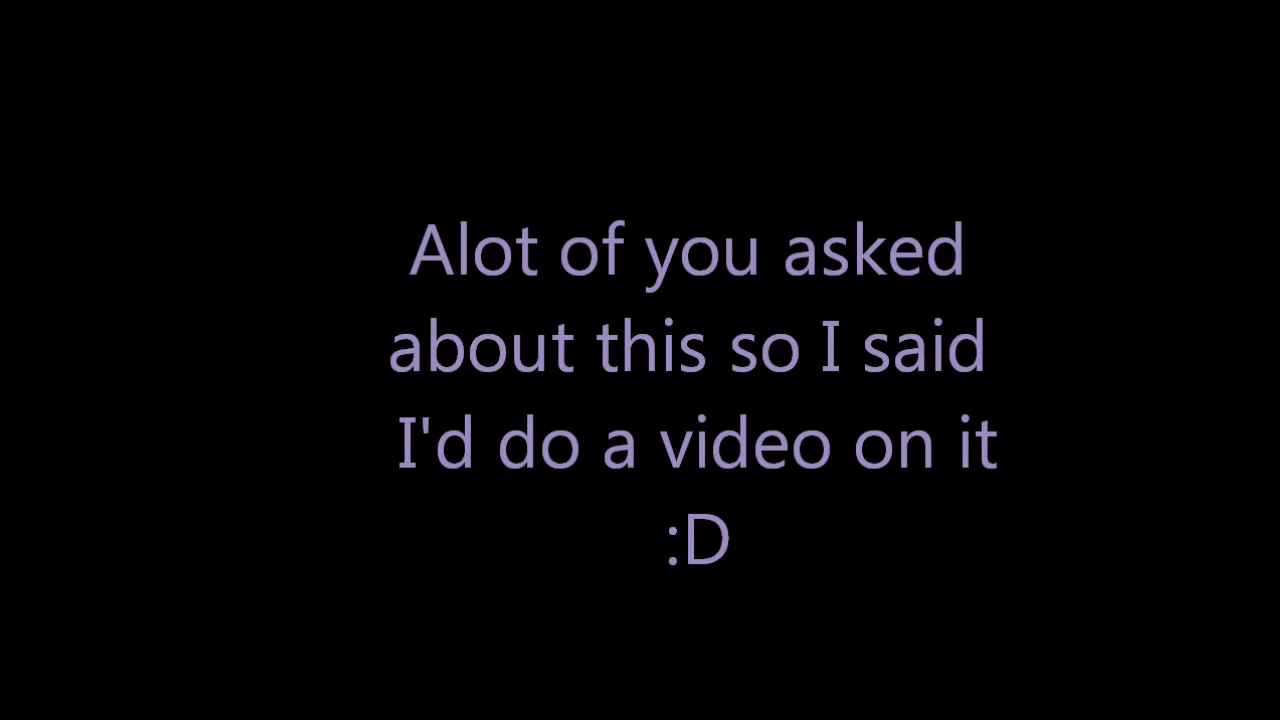 Alot of you asked
about this so I said
I'd do a video on it
:D